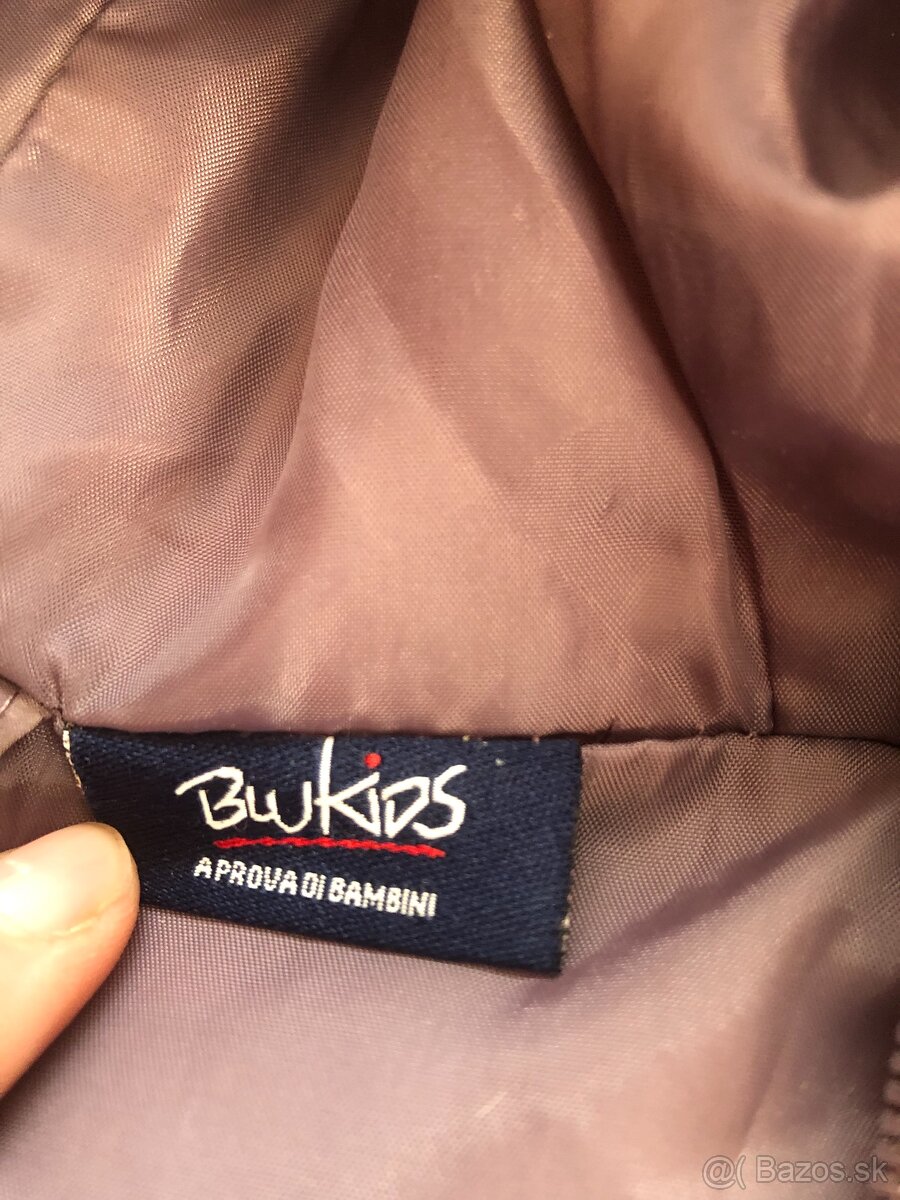 BluKids
A PROVA DI BAMBINI
@( Bazos.sk